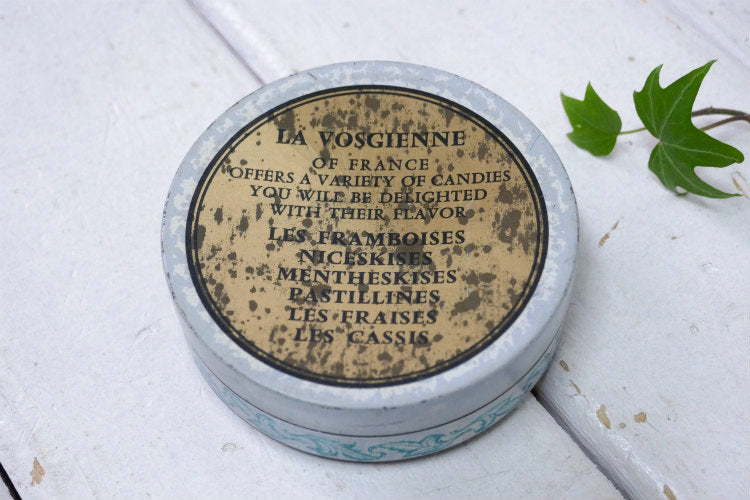 LA VOSGIENNE
OF FRANCE
OFFERS A VARIETY OF CANDIES
YOU WILL BE DELIGHTED
WITH THEIR FLAVOR
LES FRAMBOISES
NICESKISES
MENTHESKISES
PASTILLINES
LES FRAISES
LES CASSIS